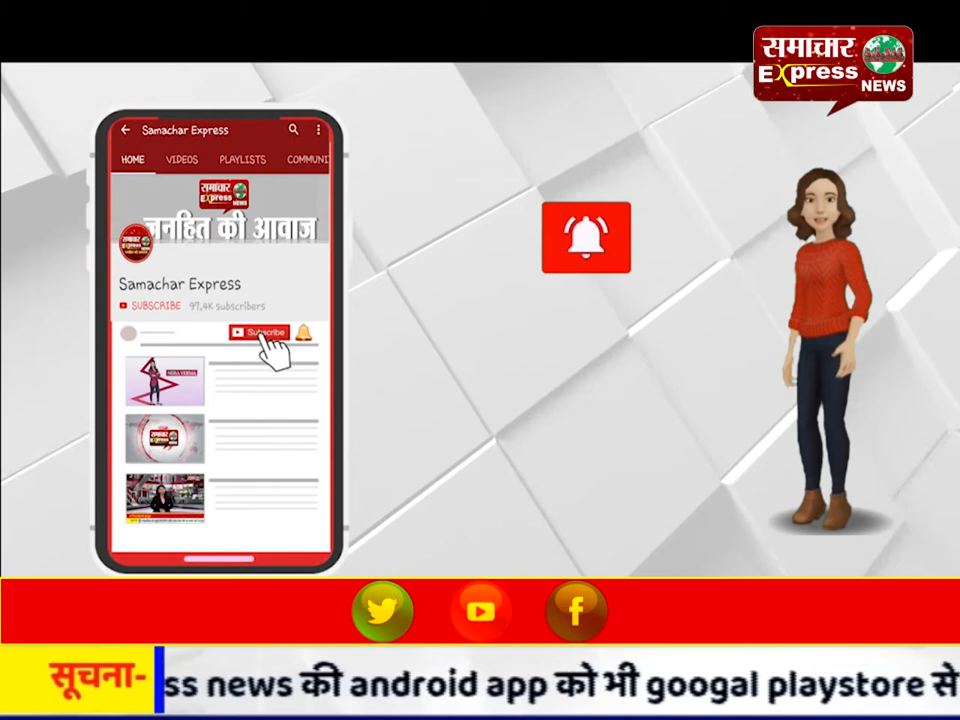 समाचार
Express
NEWS
Samachar Express
HOME VIDEOS PLAYLISTS COMMUNI
समाचार
Express
NEWS
जनहित की आवाज
Samachar Express
SUBSCRIBE 97.4K subscribers
Subscribe
सूचना-
ss news की android app को भी googal playstore से